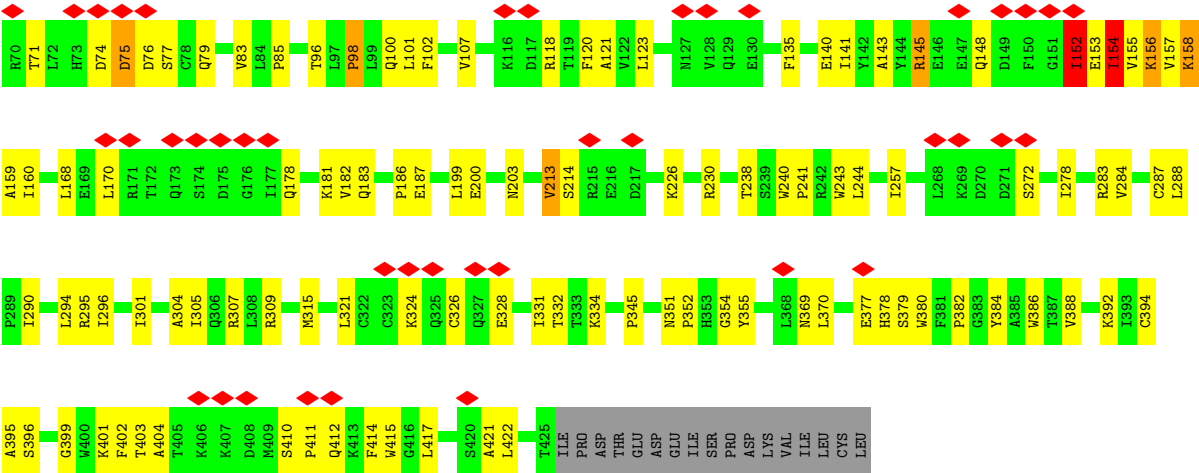 R70 T71 L72 H73 D74 D75 D76 S77 C78 Q79 V83 L84 P85 T96 L97 P98 L99 Q100 L101 F102 V107 K116 D117 R118 T119 F120 A121 V122 L123 N127 V128 Q129 E130 F135 E140 I141 Y142 A143 Y144 R145 E146 E147 Q148 D149 F150 G151 I152 E153 I154 V155 K156 V157 K158
A159 I160 L168 E169 L170 R171 T172 Q173 S174 D175 G176 I177 Q178 K181 V182 Q183 P186 E187 L199 E200 N203 V213 S214 R215 E216 D217 K226 R230 T238 S239 W240 P241 R242 W243 L244 I257 L268 K269 D270 D271 S272 I278 R283 V284 C287 L288
P289 I290 L294 R295 I296 I301 A304 I305 Q306 R307 L308 R309 M315 L321 C322 C323 K324 Q325 C326 Q327 E328 I331 T332 T333 K334 P345 N351 P352 H353 G354 Y355 L368 N369 L370 E377 H378 S379 W380 F381 P382 G383 Y384 A385 W386 T387 V388 K392 I393 C394
A395 S396 G399 W400 K401 F402 T403 A404 T405 K406 K407 D408 M409 S410 P411 Q412 K413 F414 W415 G416 L417 S420 A421 L422 T425 ILE PRO ASP THR GLU ASP GLU ILE SER PRO ASP LYS VAL ILE LEU CYS LEU